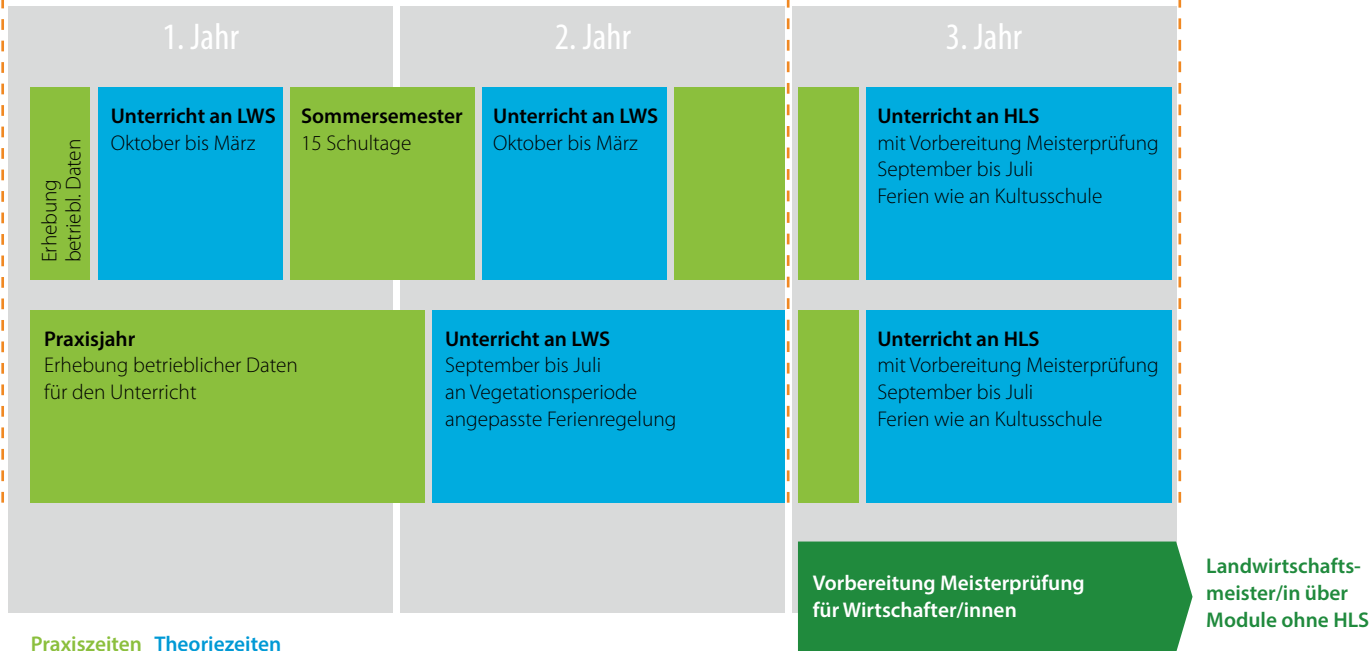 1. Jahr
2. Jahr
3. Jahr
Erhebung
betriebl. Daten
Unterricht an LWS
Oktober bis März
Sommersemester
15 Schultage
Unterricht an LWS
Oktober bis März
Unterricht an HLS
mit Vorbereitung Meisterprüfung
September bis Juli
Ferien wie an Kultusschule
Praxisjahr
Erhebung betrieblicher Daten
für den Unterricht
Unterricht an LWS
September bis Juli
an Vegetationsperiode
angepasste Ferienregelung
Unterricht an HLS
mit Vorbereitung Meisterprüfung
September bis Juli
Ferien wie an Kultusschule
Vorbereitung Meisterprüfung
für Wirtschafter/innen
Landwirtschafts-
meister/in über
Module ohne HLS
Praxiszeiten Theoriezeiten